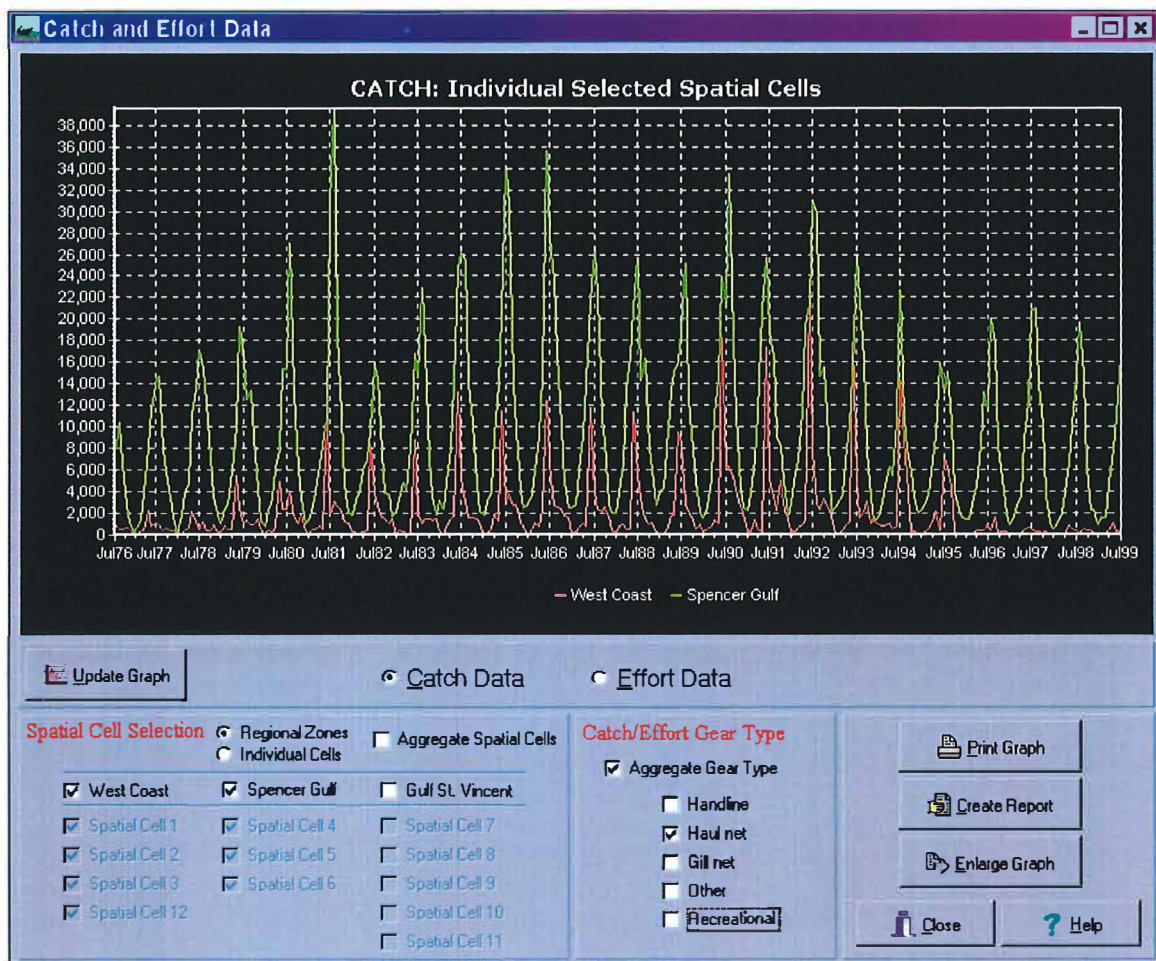 Catch and Effort Data
CATCH: Individual Selected Spatial Cells
38,000
36,000
34,000
32,000
30,000
28,000
26,000
24,000
22,000
20,000
18,000
16,000
14,000
12,000
10,000
8,000
6,000
4,000
2,000
0
Jul76 Jul77 Jul78 Jul79 Jul80 Jul81 Jul82 Jul83 Jul84 Jul85 Jul86 Jul87 Jul88 Jul89 Jul90 Jul91 Jul92 Jul93 Jul94 Jul95 Jul96 Jul97 Jul98 Jul99
West Coast Spencer Gulf
Update Graph
Catch Data
Effort Data
Spatial Cell Selection
Regional Zones
Individual Cells
Aggregate Spatial Cells
West Coast
Spatial Cell 1
Spatial Cell 2
Spatial Cell 3
Spatial Cell 12
Spencer Gulf
Spatial Cell 4
Spatial Cell 5
Spatial Cell 6
Gulf St. Vincent
Spatial Cell 7
Spatial Cell 8
Spatial Cell 9
Spatial Cell 10
Spatial Cell 11
Catch/Effort Gear Type
Aggregate Gear Type
Handline
Haul net
Gill net
Other
Recreational
Print Graph
Create Report
Enlarge Graph
Close
? Help